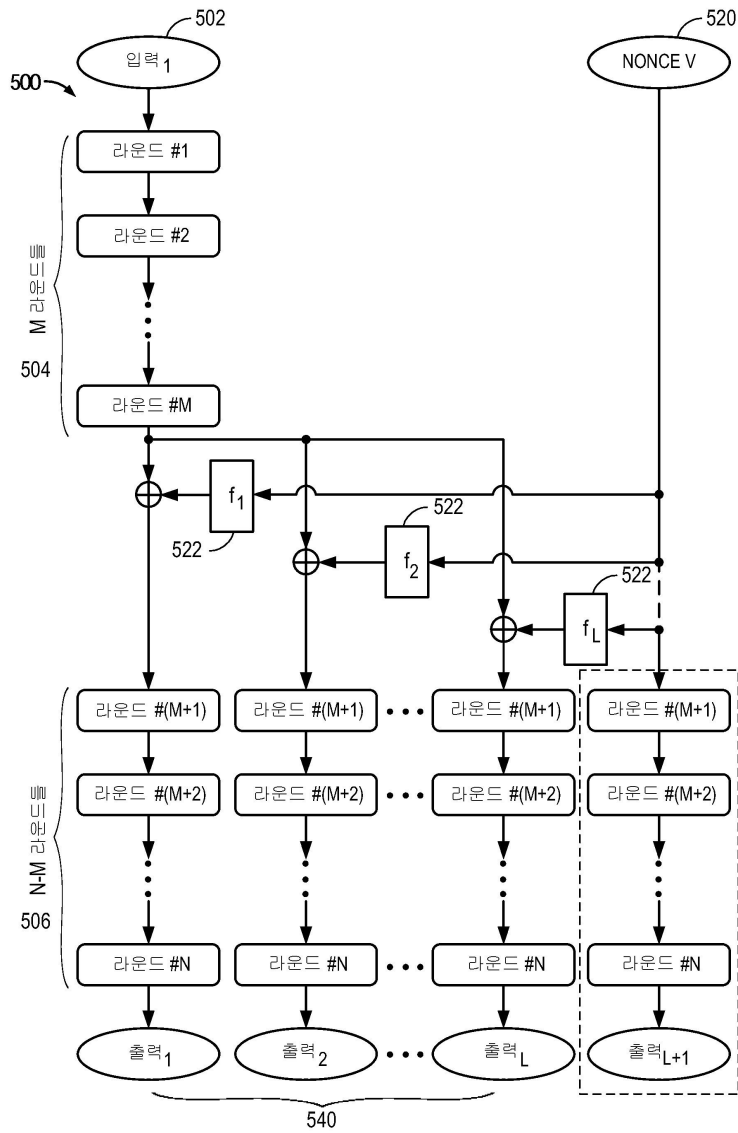 502
520
입력1
NONCE V
500
라운드 #1
라운드 #2
M 라운드들
504
라운드 #M
f1
522
522
f2
522
fL
라운드 #(M+1)
라운드 #(M+1)
라운드 #(M+1)
라운드 #(M+1)
라운드 #(M+2)
라운드 #(M+2)
라운드 #(M+2)
라운드 #(M+2)
N-M 라운드들
506
라운드 #N
라운드 #N
라운드 #N
라운드 #N
출력1
출력2
출력L
출력L+1
540